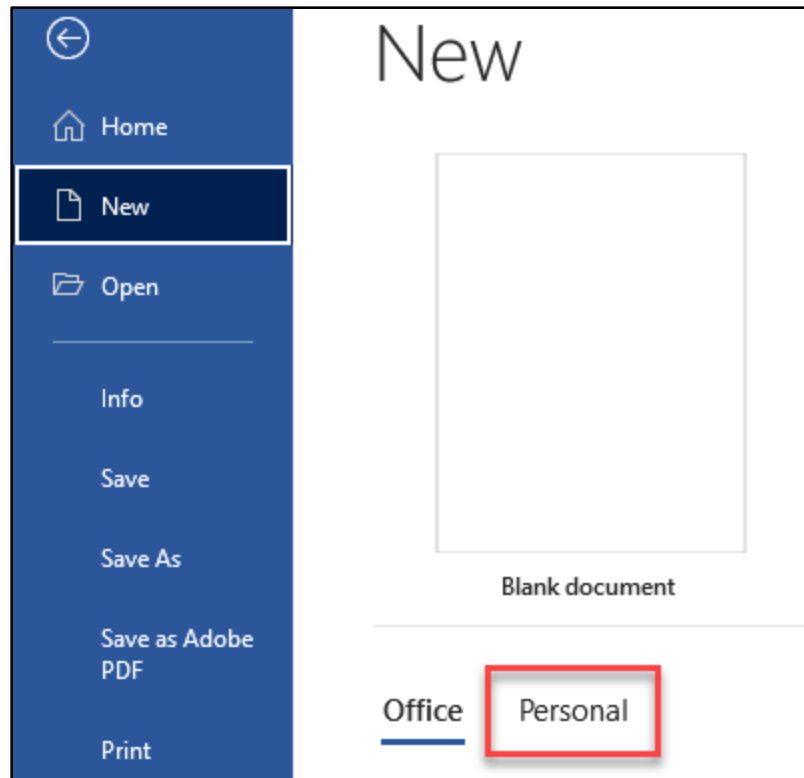 New
Home
New
Open
Info
Save
Save As
Save as Adobe
PDF
Print
Blank document
Office
Personal